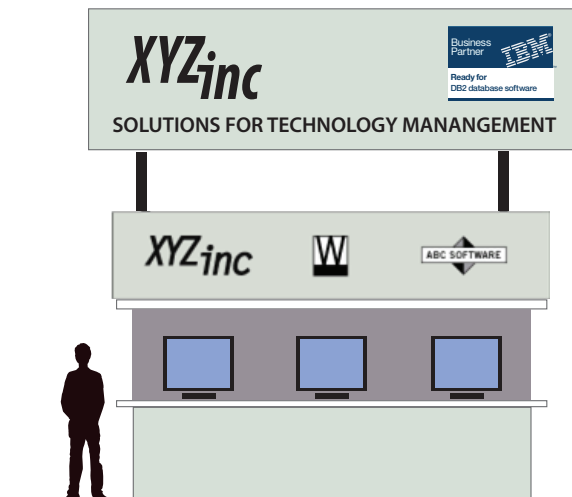 XYZinc
Business
Partner
IBM
Ready for
DB2 database software
SOLUTIONS FOR TECHNOLOGY MANANGEMENT
XYZinc
W
ABC SOFTWARE